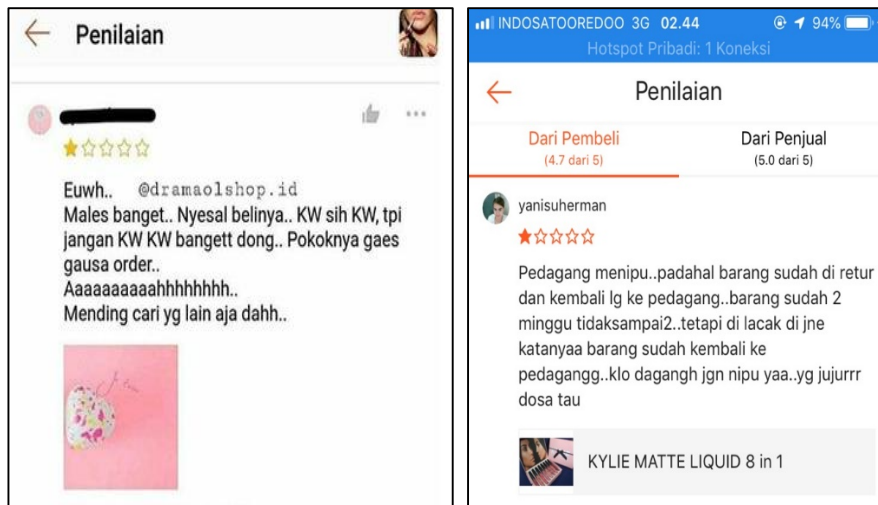 Penilaian
Euwh.. @dramaolshop.id
Males banget.. Nyesal belinya.. KW sih KW, tpi
jangan KW KW bangett dong.. Pokoknya gaes
gausa order..
Aaaaaaaaaahhhhhhhhh..
Mending cari yg lain aja dahh..
INDOSATOOREDOO 3G 02.44 94%
Hotspot Pribadi: 1 Koneksi
Penilaian
Dari Pembeli
(4.7 dari 5)
Dari Penjual
(5.0 dari 5)
yanisuherman
Pedagang menipu..padahal barang sudah di retur
dan kembali lg ke pedagang..barang sudah 2
minggu tidaksampai2..tetapi di lacak di jne
katanyaa barang sudah kembali ke
pedagangg..klo dagangh jgn nipu yaa..yg jujurrr
dosa tau
KYLIE MATTE LIQUID 8 in 1